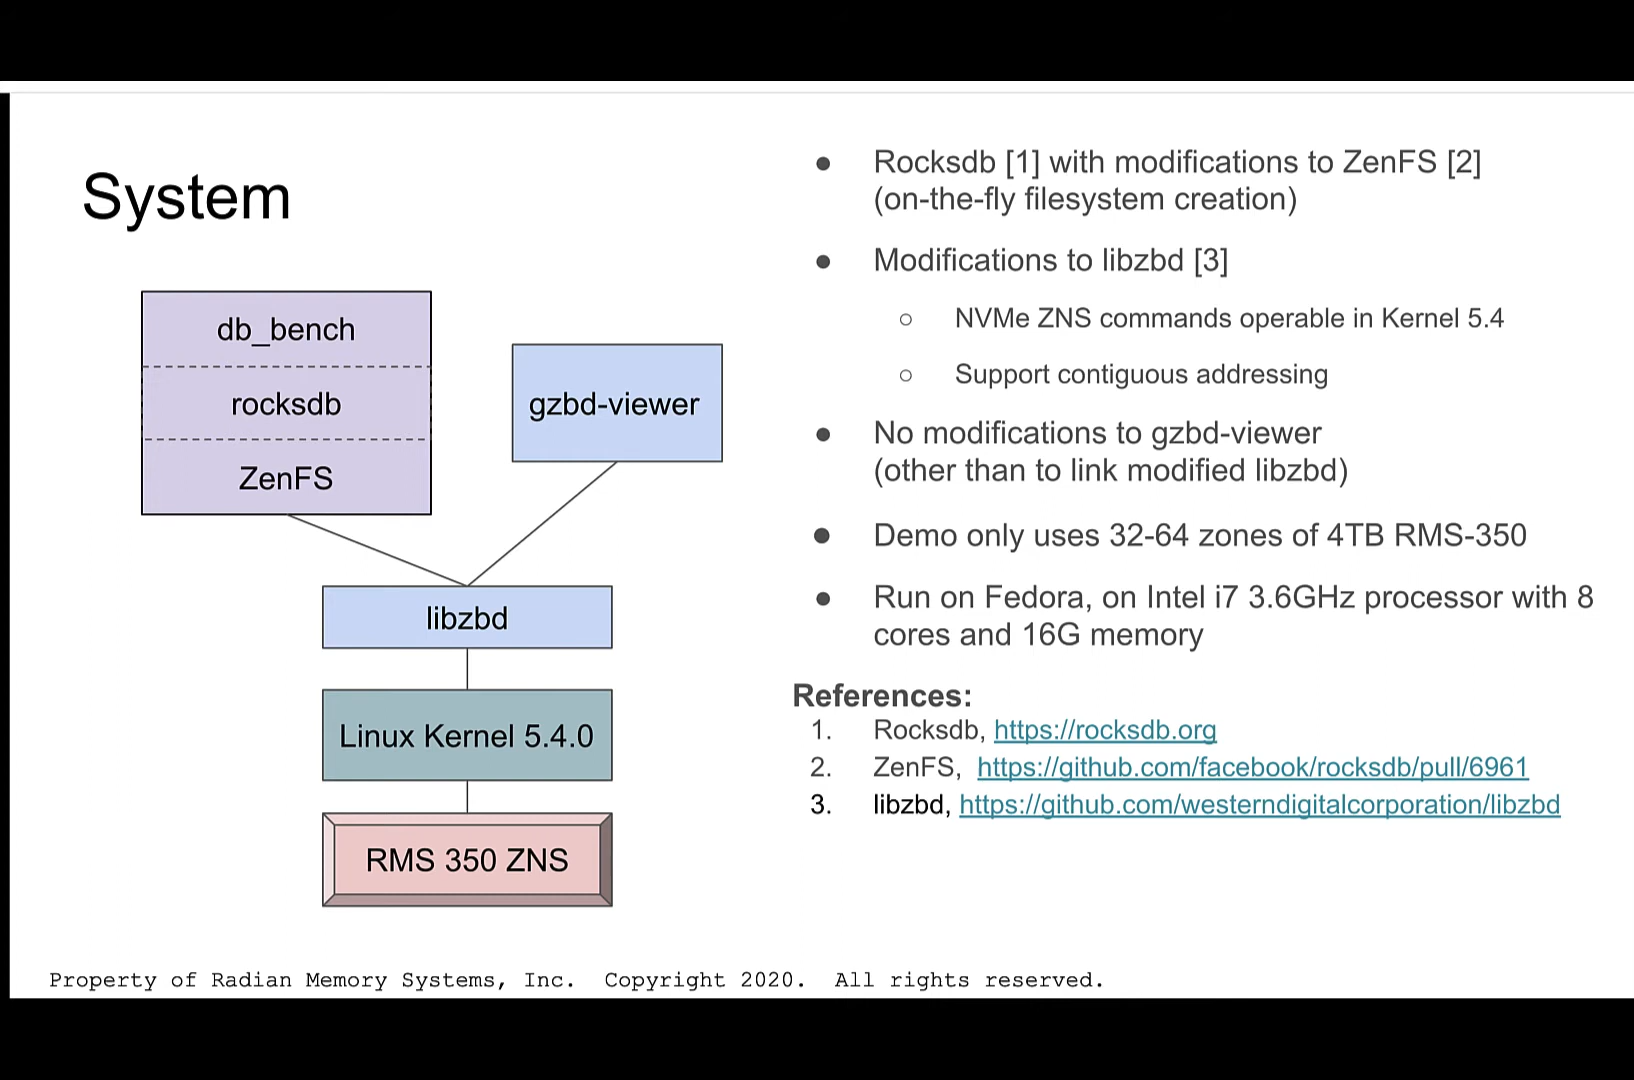 System
db_bench
rocksdb
ZenFS
gzbd-viewer
libzbd
Linux Kernel 5.4.0
RMS 350 ZNS
● Rocksdb [1] with modifications to ZenFS [2]
(on-the-fly filesystem creation)
● Modifications to libzbd [3]
○ NVMe ZNS commands operable in Kernel 5.4
○ Support contiguous addressing
● No modifications to gzbd-viewer
(other than to link modified libzbd)
● Demo only uses 32-64 zones of 4TB RMS-350
● Run on Fedora, on Intel i7 3.6GHz processor with 8
cores and 16G memory
References:
1. Rocksdb, https://rocksdb.org
2. ZenFS, https://github.com/facebook/rocksdb/pull/6961
3. libzbd, https://github.com/westerndigitalcorporation/libzbd
Property of Radian Memory Systems, Inc. Copyright 2020. All rights reserved.